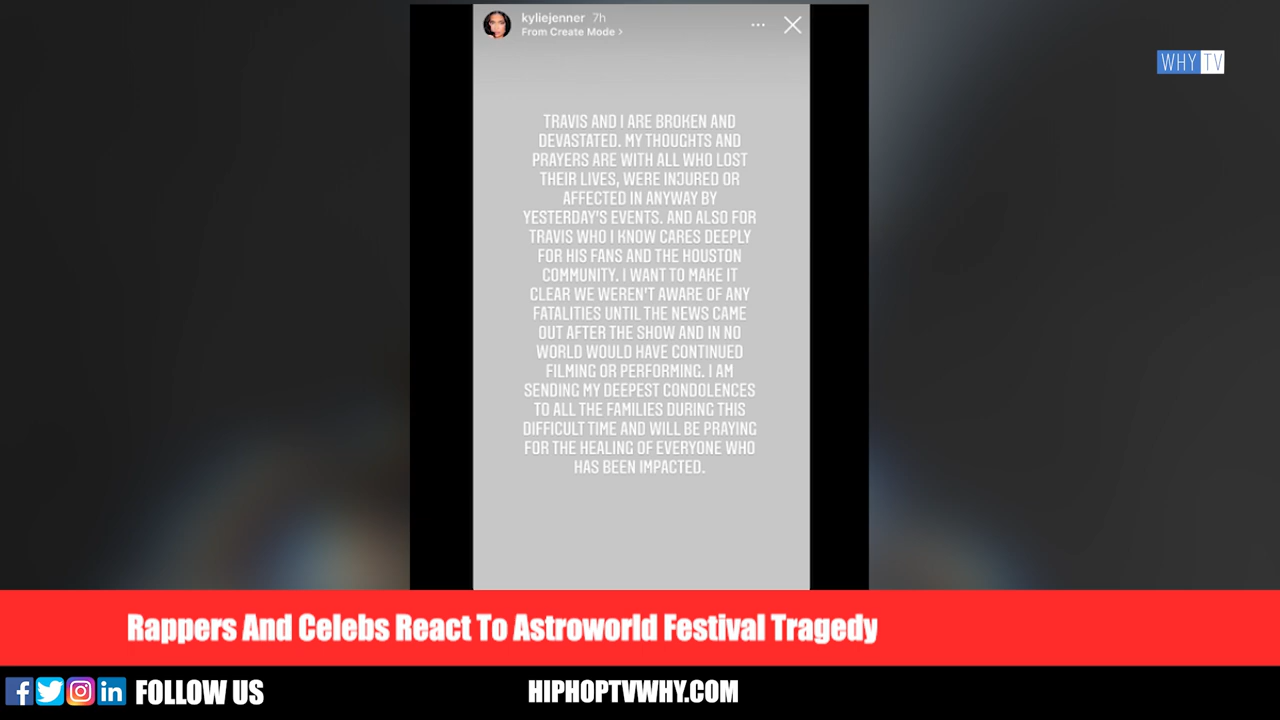 kyliejenner 7h
From Create Mode >
WHY TV
TRAVIS AND I ARE BROKEN AND
DEVASTATED. MY THOUGHTS AND
PRAYERS ARE WITH ALL WHO LOST
THEIR LIVES, WERE INJURED OR
AFFECTED IN ANYWAY BY
YESTERDAY'S EVENTS. AND ALSO FOR
TRAVIS WHO I KNOW CARES DEEPLY
FOR HIS FANS AND THE HOUSTON
COMMUNITY. I WANT TO MAKE IT
CLEAR WE WEREN'T AWARE OF ANY
FATALITIES UNTIL THE NEWS CAME
OUT AFTER THE SHOW AND IN NO
WORLD WOULD HAVE CONTINUED
FILMING OR PERFORMING. I AM
SENDING MY DEEPEST CONDOLENCES
TO ALL THE FAMILIES DURING THIS
DIFFICULT TIME AND WILL BE PRAYING
FOR THE HEALING OF EVERYONE WHO
HAS BEEN IMPACTED.
Rappers And Celebs React To Astroworld Festival Tragedy
FOLLOW US
HIPHOPTVWHY.COM